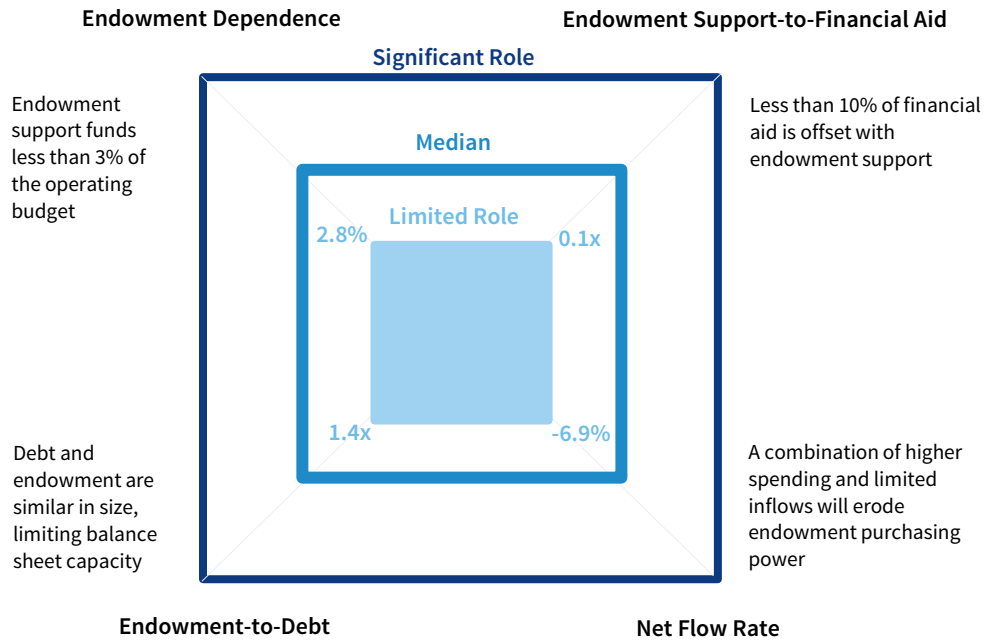 Endowment Dependence
Endowment Support-to-Financial Aid
Significant Role
Endowment
support funds
less than 3% of
the operating
budget
Less than 10% of financial
aid is offset with
endowment support
Median
Limited Role
2.8%
0.1x
1.4x
-6.9%
Debt and
endowment are
similar in size,
limiting balance
sheet capacity
A combination of higher
spending and limited
inflows will erode
endowment purchasing
power
Endowment-to-Debt
Net Flow Rate